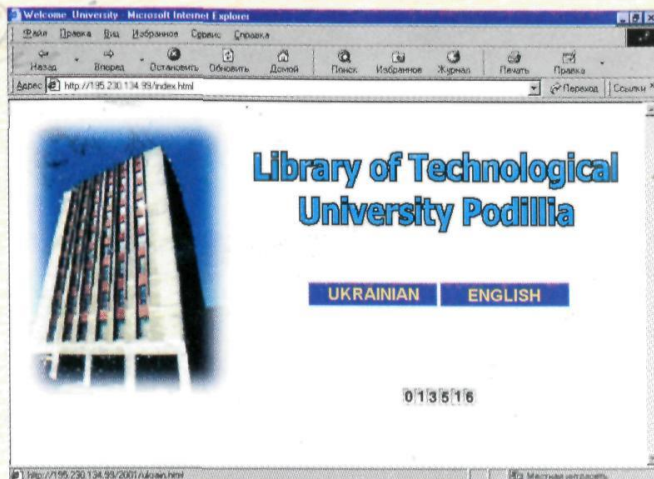 Welcome University - Microsoft Internet Explorer
Файл Правка Вид Избранное Сервис Справка
Назад Вперед Остановить Обновить Домой Поиск Избранное Журнал Печать Правка
Адрес http://195.230.134.99/index.html Переход Ссылки
Library of Technological
University Podillia
UKRAINIAN ENGLISH
013516
http://195.230.134.99/2001/ukrain.html Местная интрасеть